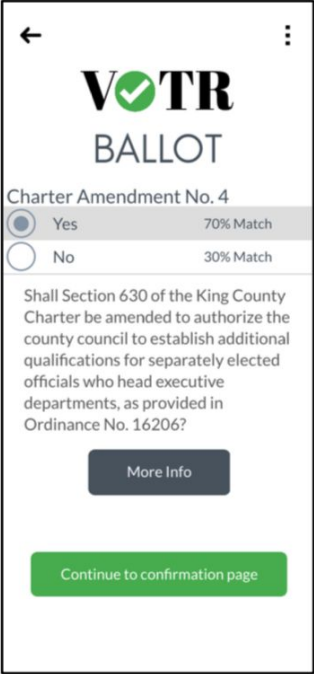 VOTR
BALLOT
Charter Amendment No. 4
Yes 70% Match
No 30% Match
Shall Section 630 of the King County
Charter be amended to authorize the
county council to establish additional
qualifications for separately elected
officials who head executive
departments, as provided in
Ordinance No. 16206?
More Info
Continue to confirmation page